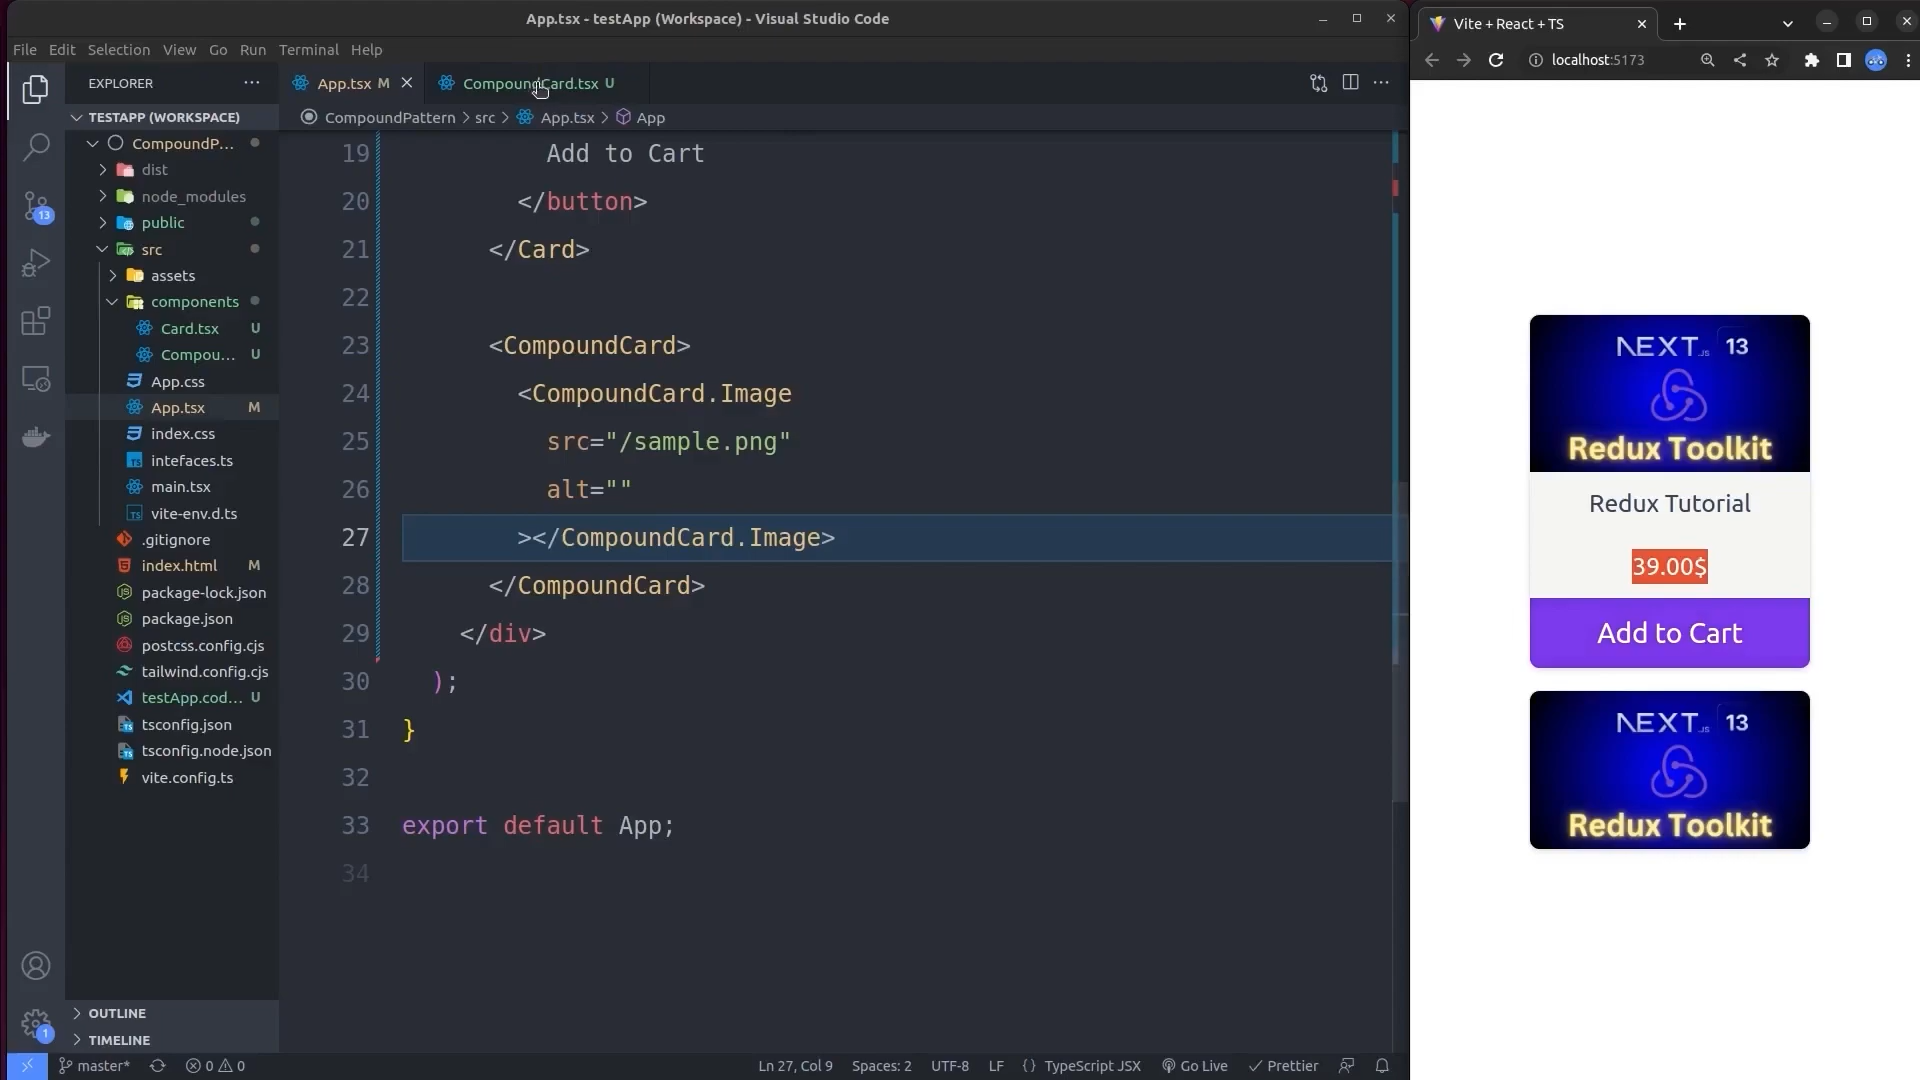 App.tsx - testApp (Workspace) - Visual Studio Code
File Edit Selection View Go Run Terminal Help
EXPLORER
TESTAPP (WORKSPACE)
CompoundP...
dist
node_modules
public
src
assets
components
Card.tsx U
Compou... U
App.css
App.tsx M
index.css
intefaces.ts
main.tsx
vite-env.d.ts
.gitignore
index.html M
package-lock.json
package.json
postcss.config.cjs
tailwind.config.cjs
testApp.cod... U
tsconfig.json
tsconfig.node.json
vite.config.ts
OUTLINE
TIMELINE
13
1
App.tsx M
CompoundCard.tsx U
CompoundPattern > src > App.tsx > App
19 Add to Cart
20 </button>
21 </Card>
22
23 <CompoundCard>
24 <CompoundCard.Image
25 src="/sample.png"
26 alt=""
27 ></CompoundCard.Image>
28 </CompoundCard>
29 </div>
30 );
31 }
32
33 export default App;
34
master* 0 0 Ln 27, Col 9 Spaces: 2 UTF-8 LF {} TypeScript JSX Go Live Prettier
Vite + React + TS
localhost:5173
NEXT.JS 13
Redux Toolkit
Redux Tutorial
39.00$
Add to Cart
NEXT.JS 13
Redux Toolkit